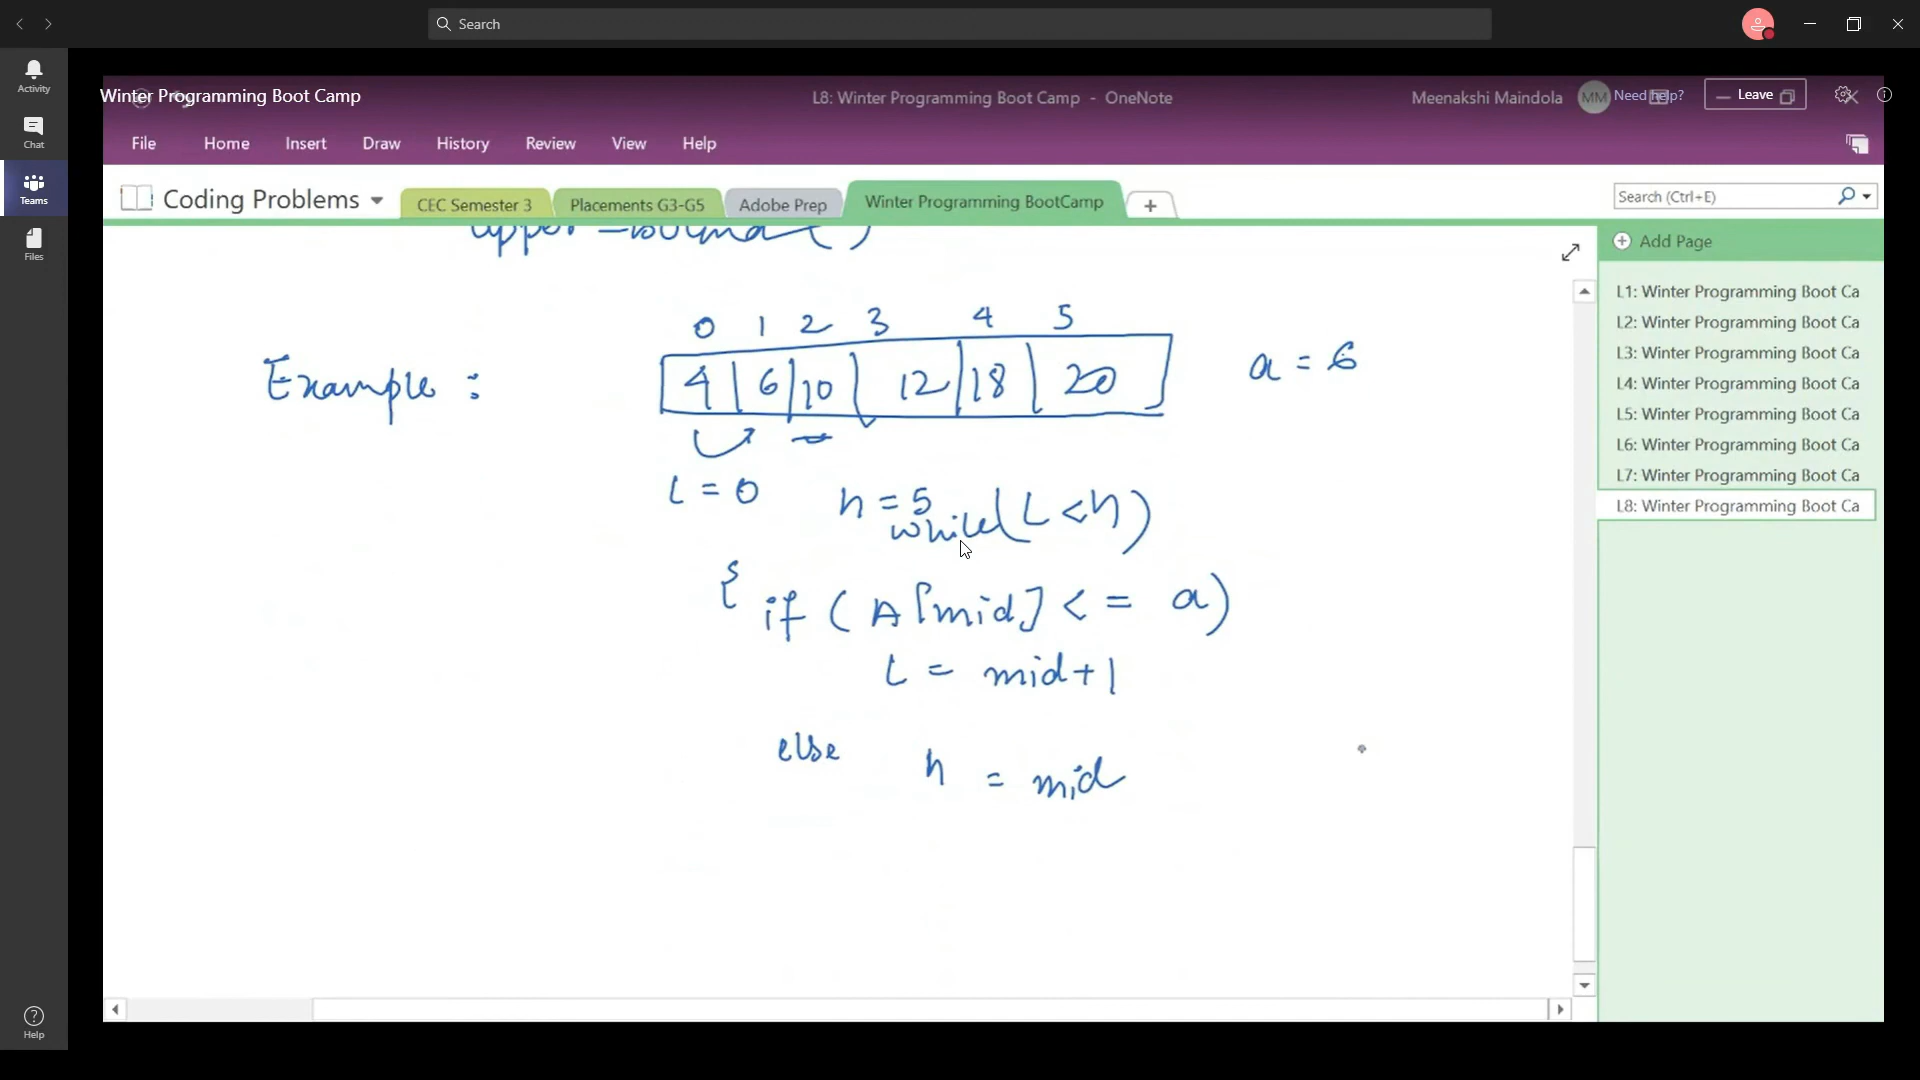 Search
Activity
Chat
Teams
Files
Help
Winter Programming Boot Camp
L8: Winter Programming Boot Camp - OneNote
Meenakshi Maindola
MM
Need help?
Leave
File Home Insert Draw History Review View Help
Coding Problems
CEC Semester 3
Placements G3-G5
Adobe Prep
Winter Programming BootCamp
+
Search (Ctrl+E)
Add Page
L1: Winter Programming Boot Ca
L2: Winter Programming Boot Ca
L3: Winter Programming Boot Ca
L4: Winter Programming Boot Ca
L5: Winter Programming Boot Ca
L6: Winter Programming Boot Ca
L7: Winter Programming Boot Ca
L8: Winter Programming Boot Ca
upper_bound()
0 1 2 3 4 5
Example : 4 6 10 12 18 20 a = 6
L = 0 h = 5
while(L < h)
{ if (A[mid] <= a)
L = mid+1
else h = mid